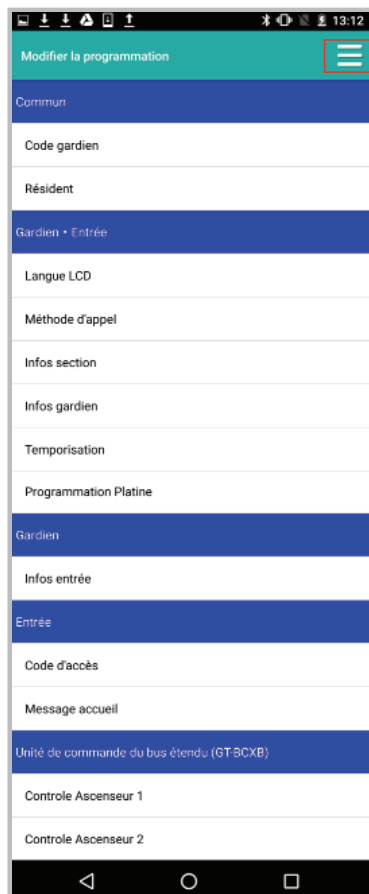 13:12
Modifier la programmation
Commun
Code gardien
Résident
Gardien • Entrée
Langue LCD
Méthode d'appel
Infos section
Infos gardien
Temporisation
Programmation Platine
Gardien
Infos entrée
Entrée
Code d'accès
Message accueil
Unité de commande du bus étendu (GT-BCXB)
Controle Ascenseur 1
Controle Ascenseur 2